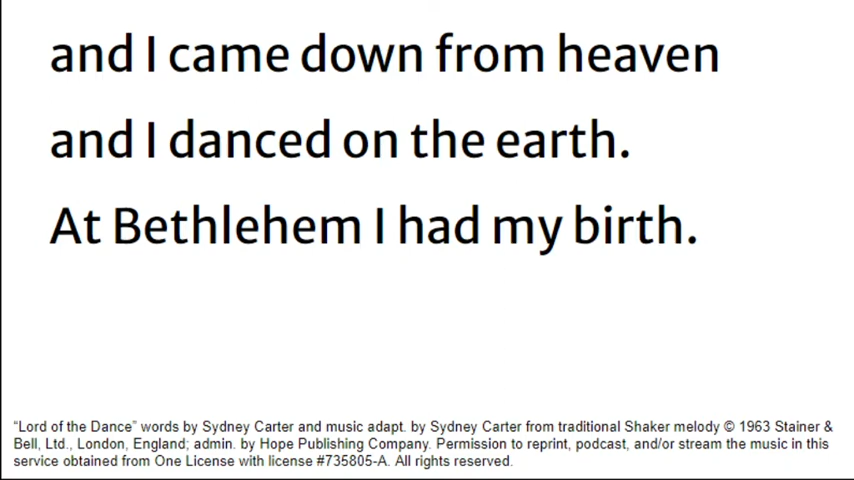 and I came down from heaven
and I danced on the earth.
At Bethlehem I had my birth.
“Lord of the Dance” words by Sydney Carter and music adapt. by Sydney Carter from traditional Shaker melody © 1963 Stainer &
Bell, Ltd., London, England; admin. by Hope Publishing Company. Permission to reprint, podcast, and/or stream the music in this
service obtained from One License with license #735805-A. All rights reserved.